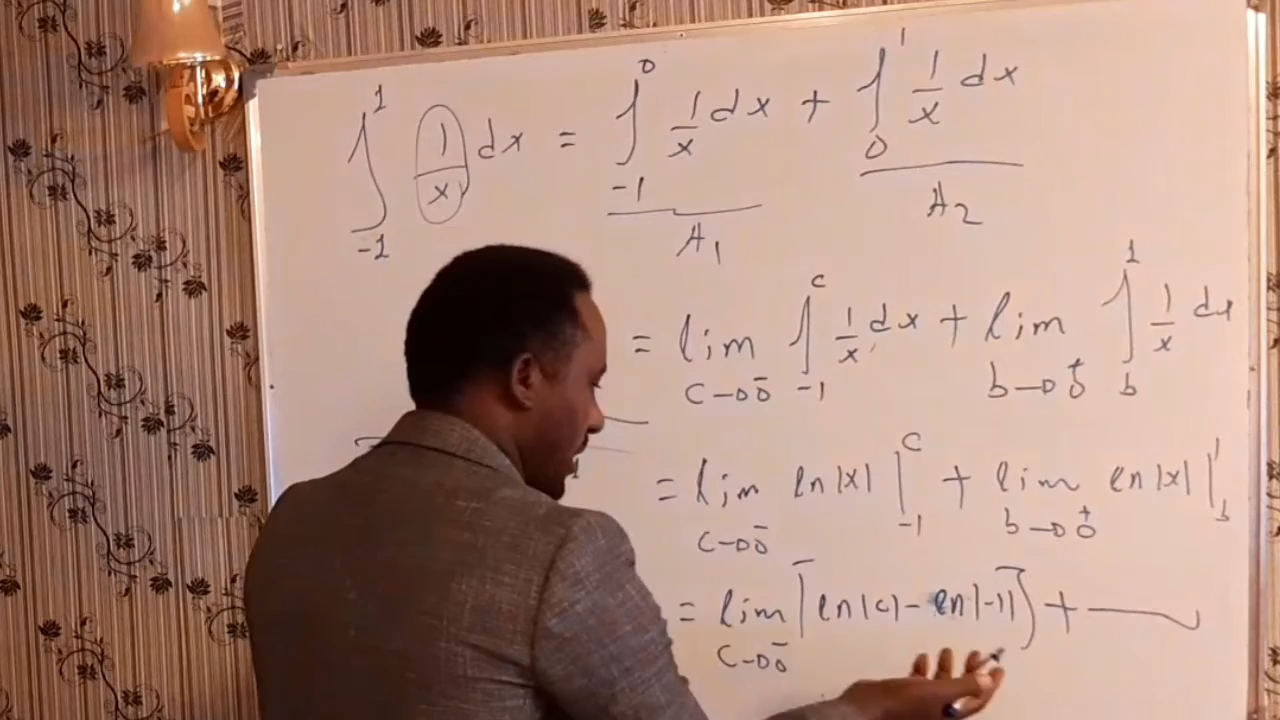 ∫_{-1}^{1} 1/x dx = ∫_{-1}^{0} 1/x dx + ∫_{0}^{1} 1/x dx
A₁ A₂
= lim_{c→0⁻} ∫_{-1}^{c} 1/x dx + lim_{b→0⁺} ∫_{b}^{1} 1/x dx
= lim_{c→0⁻} ln|x| |_{-1}^{c} + lim_{b→0⁺} ln|x| |_{b}^{1}
= lim_{c→0⁻} [ln|c| - ln|-1|] +